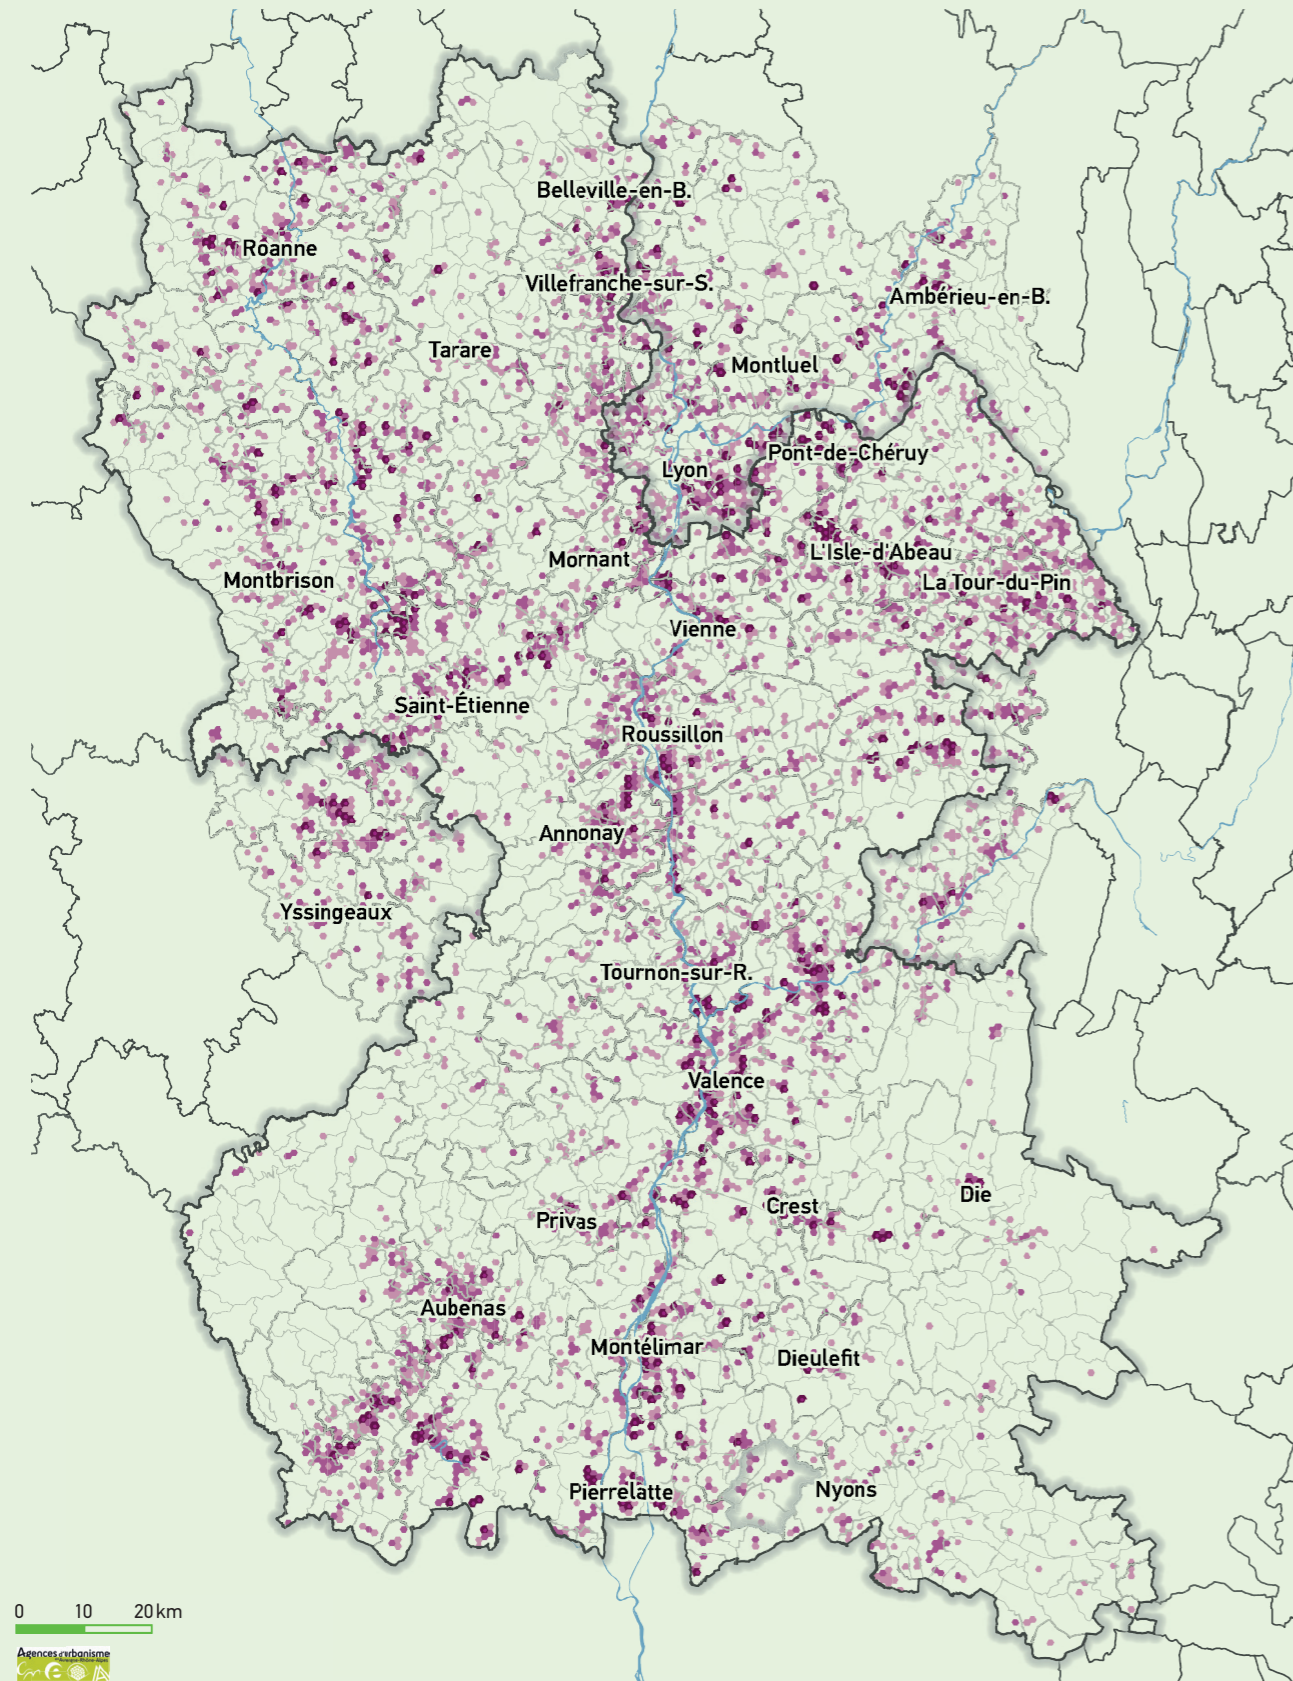 Belleville-en-B.
Roanne
Villefranche-sur-S.
Ambérieu-en-B.
Tarare
Montluel
Pont-de-Chéruy
Lyon
L'Isle-d'Abeau
Mornant
Montbrison
La Tour-du-Pin
Vienne
Saint-Étienne
Roussillon
Annonay
Yssingeaux
Tournon-sur-R.
Valence
Die
Crest
Privas
Aubenas
Montélimar
Dieulefit
Pierrelatte
Nyons
0 10 20 km
Agences d'urbanisme